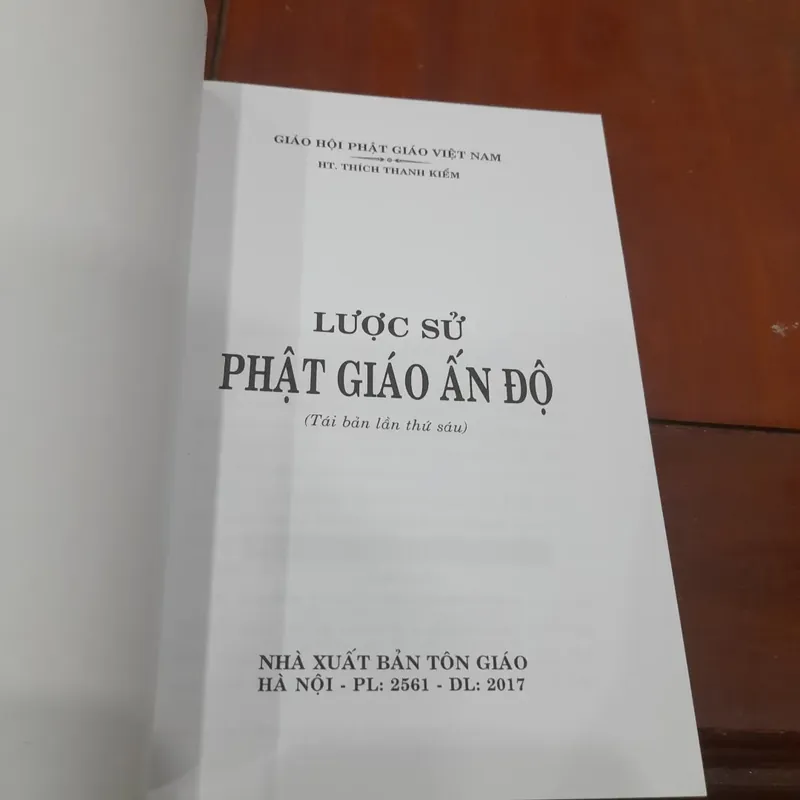 GIÁO HỘI PHẬT GIÁO VIỆT NAM
HT. THÍCH THANH KIỂM
LƯỢC SỬ
PHẬT GIÁO ẤN ĐỘ
(Tái bản lần thứ sáu)
NHÀ XUẤT BẢN TÔN GIÁO
HÀ NỘI - PL: 2561 - DL: 2017